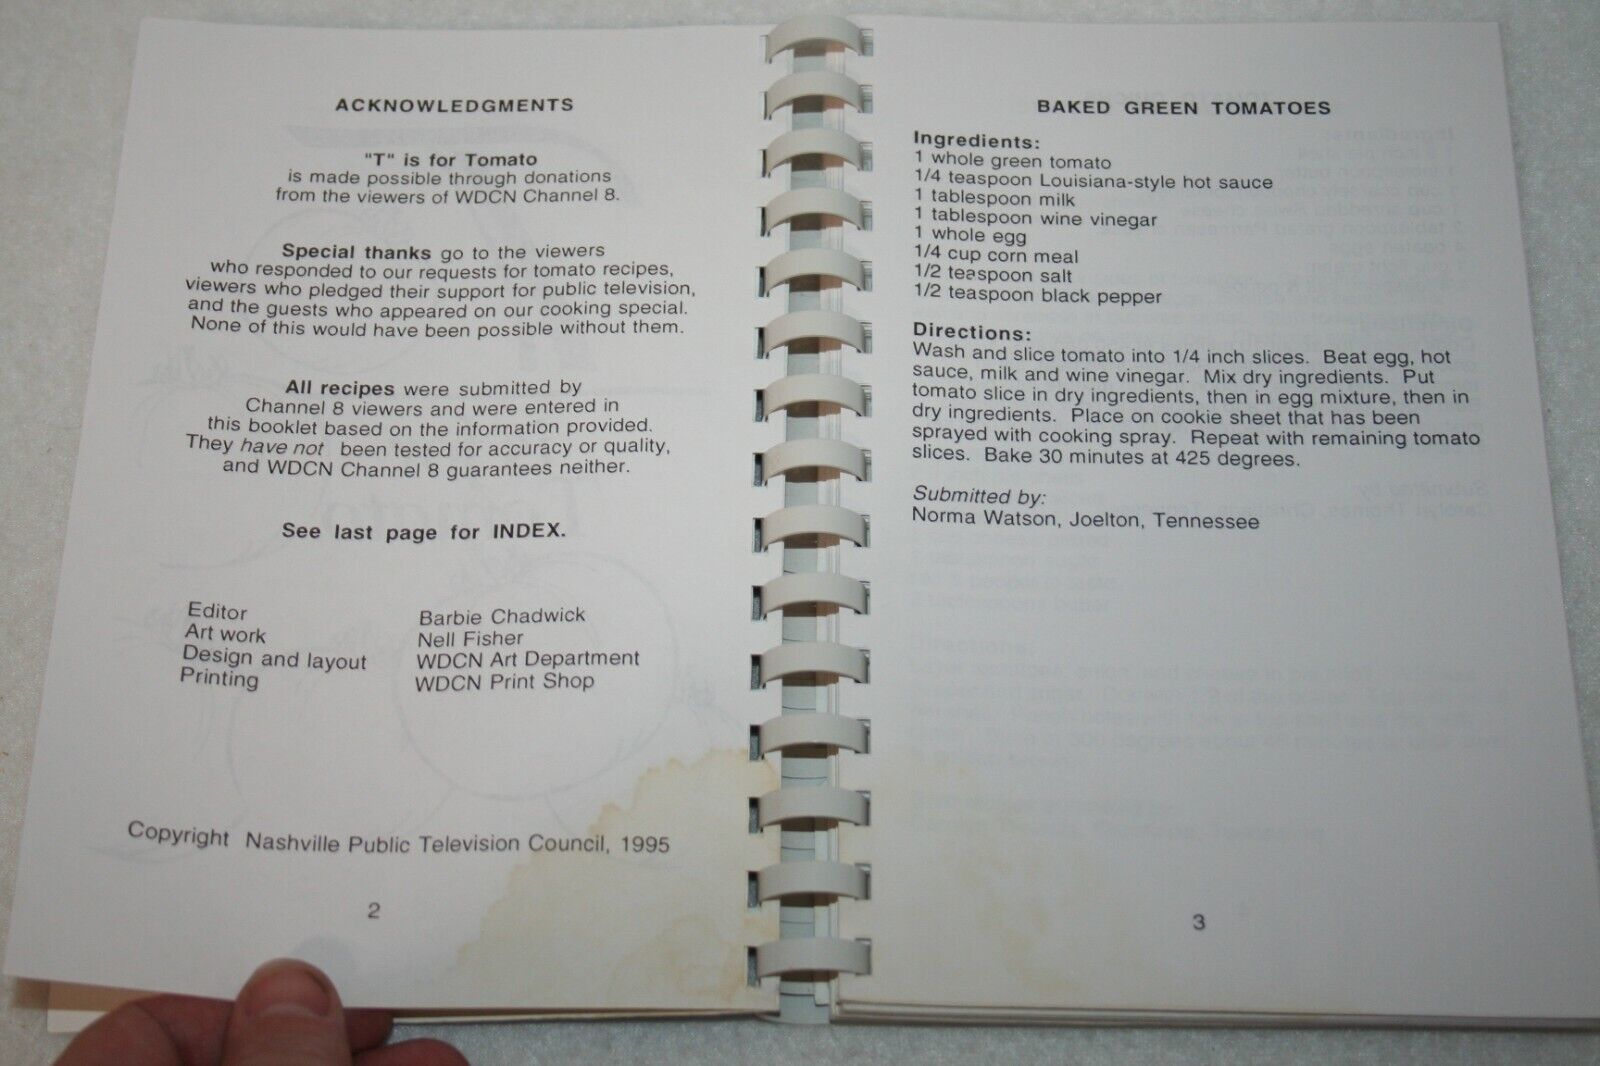 ACKNOWLEDGMENTS
"T" is for Tomato
is made possible through donations
from the viewers of WDCN Channel 8.
Special thanks go to the viewers
who responded to our requests for tomato recipes,
viewers who pledged their support for public television,
and the guests who appeared on our cooking special.
None of this would have been possible without them.
All recipes were submitted by
Channel 8 viewers and were entered in
this booklet based on the information provided.
They have not been tested for accuracy or quality,
and WDCN Channel 8 guarantees neither.
See last page for INDEX.
Editor Barbie Chadwick
Art work Nell Fisher
Design and layout WDCN Art Department
Printing WDCN Print Shop
Copyright Nashville Public Television Council, 1995
2
BAKED GREEN TOMATOES
Ingredients:
1 whole green tomato
1/4 teaspoon Louisiana-style hot sauce
1 tablespoon milk
1 tablespoon wine vinegar
1 whole egg
1/4 cup corn meal
1/2 teaspoon salt
1/2 teaspoon black pepper
Directions:
Wash and slice tomato into 1/4 inch slices. Beat egg, hot
sauce, milk and wine vinegar. Mix dry ingredients. Put
tomato slice in dry ingredients, then in egg mixture, then in
dry ingredients. Place on cookie sheet that has been
sprayed with cooking spray. Repeat with remaining tomato
slices. Bake 30 minutes at 425 degrees.
Submitted by:
Norma Watson, Joelton, Tennessee
3